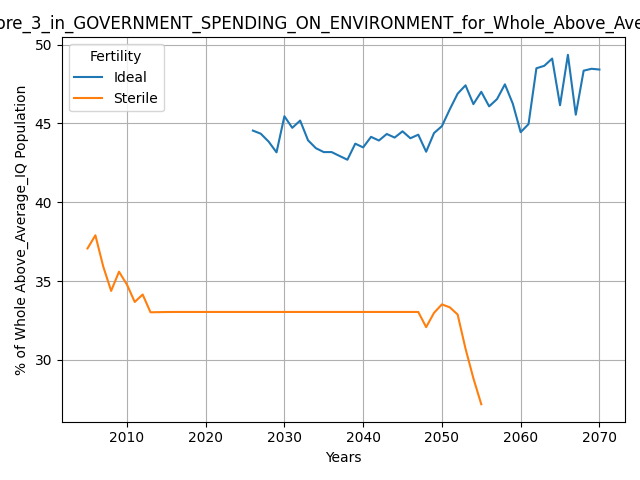 ore_3_in_GOVERNMENT_SPENDING_ON_ENVIRONMENT_for_Whole_Above_Ave
Fertility
Ideal
Sterile
% of Whole Above_Average_IQ Population
50
45
40
35
30
2010 2020 2030 2040 2050 2060 2070
Years